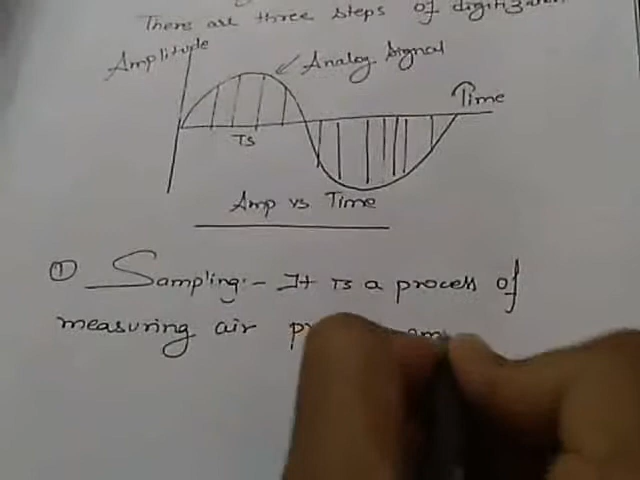 There are three steps of
Amplitude
Analog Signal
Time
Ts
Amp vs Time
① Sampling:- It is a process of
measuring air